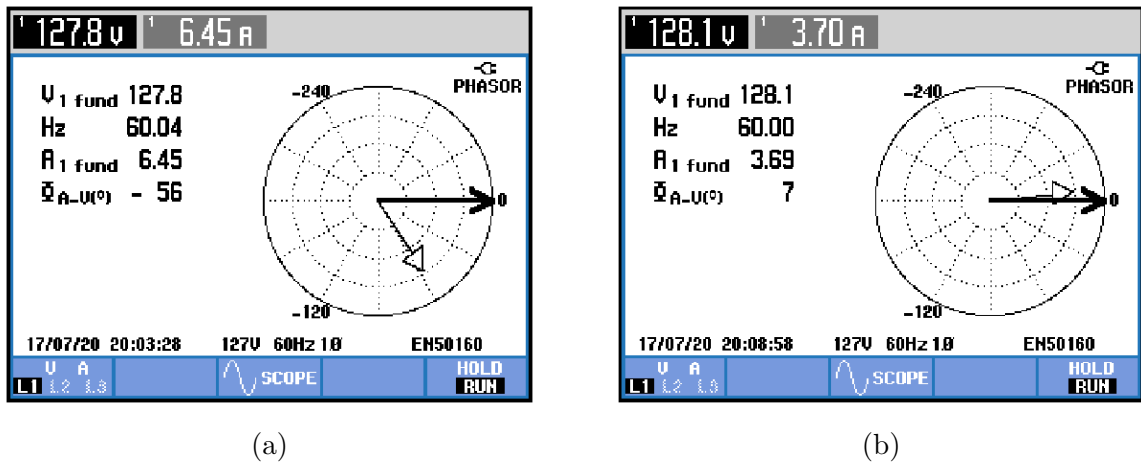 1 127.8 V 1 6.45 A
PHASOR
V1 fund 127.8
Hz 60.04
A1 fund 6.45
ΦA-V(°) - 56
-240
0
-120
17/07/20 20:03:28 127V 60Hz 1Ø EN50160
V A
L1 L2 L3
SCOPE
HOLD
RUN
(a)
1 128.1 V 1 3.70 A
PHASOR
V1 fund 128.1
Hz 60.00
A1 fund 3.69
ΦA-V(°) 7
-240
0
-120
17/07/20 20:08:58 127V 60Hz 1Ø EN50160
V A
L1 L2 L3
SCOPE
HOLD
RUN
(b)